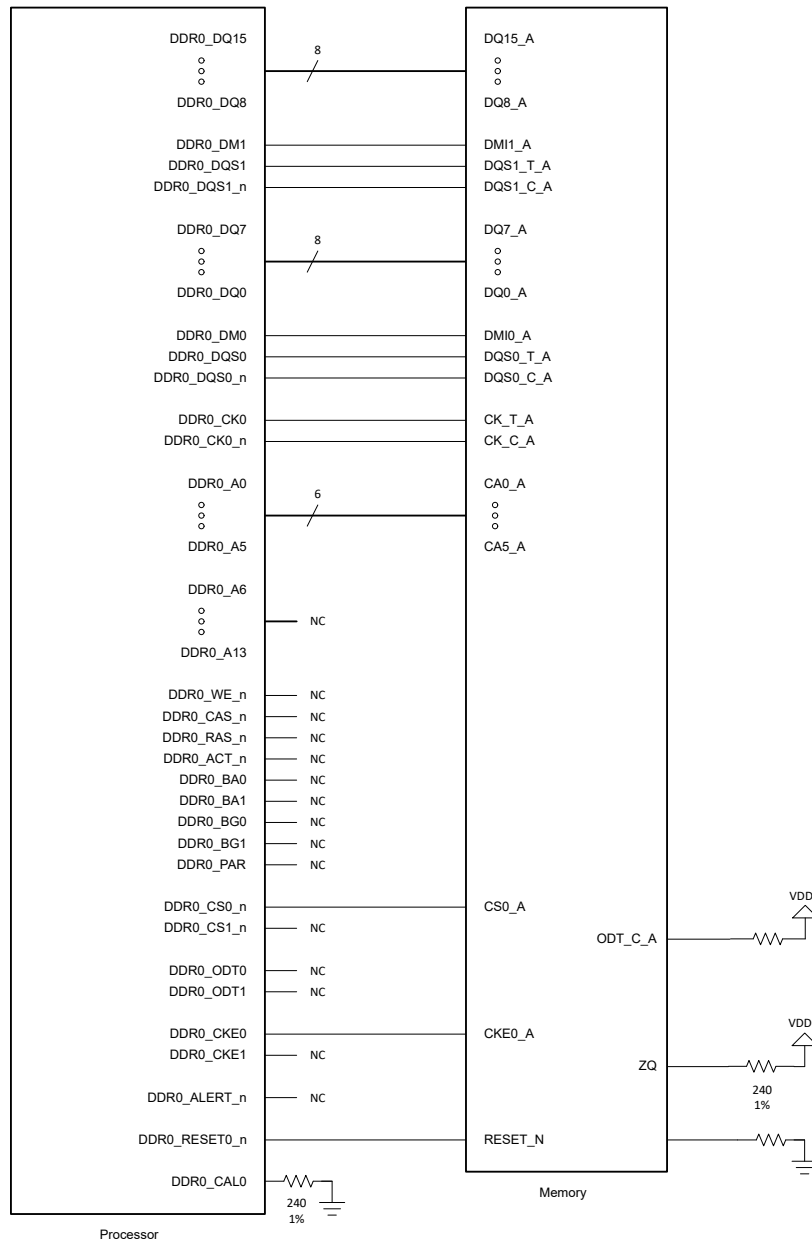 DDR0_DQ15
8
DQ15_A
DDR0_DQ8
DQ8_A
DDR0_DM1
DMI1_A
DDR0_DQS1
DQS1_T_A
DDR0_DQS1_n
DQS1_C_A
DDR0_DQ7
8
DQ7_A
DDR0_DQ0
DQ0_A
DDR0_DM0
DMI0_A
DDR0_DQS0
DQS0_T_A
DDR0_DQS0_n
DQS0_C_A
DDR0_CK0
CK_T_A
DDR0_CK0_n
CK_C_A
DDR0_A0
6
CA0_A
DDR0_A5
CA5_A
DDR0_A6
NC
DDR0_A13
DDR0_WE_n
NC
DDR0_CAS_n
NC
DDR0_RAS_n
NC
DDR0_ACT_n
NC
DDR0_BA0
NC
DDR0_BA1
NC
DDR0_BG0
NC
DDR0_BG1
NC
DDR0_PAR
NC
DDR0_CS0_n
CS0_A
VDD
DDR0_CS1_n
NC
ODT_C_A
DDR0_ODT0
NC
DDR0_ODT1
NC
DDR0_CKE0
CKE0_A
VDD
DDR0_CKE1
NC
ZQ
240
1%
DDR0_ALERT_n
NC
DDR0_RESET0_n
RESET_N
DDR0_CAL0
240
1%
Memory
Processor